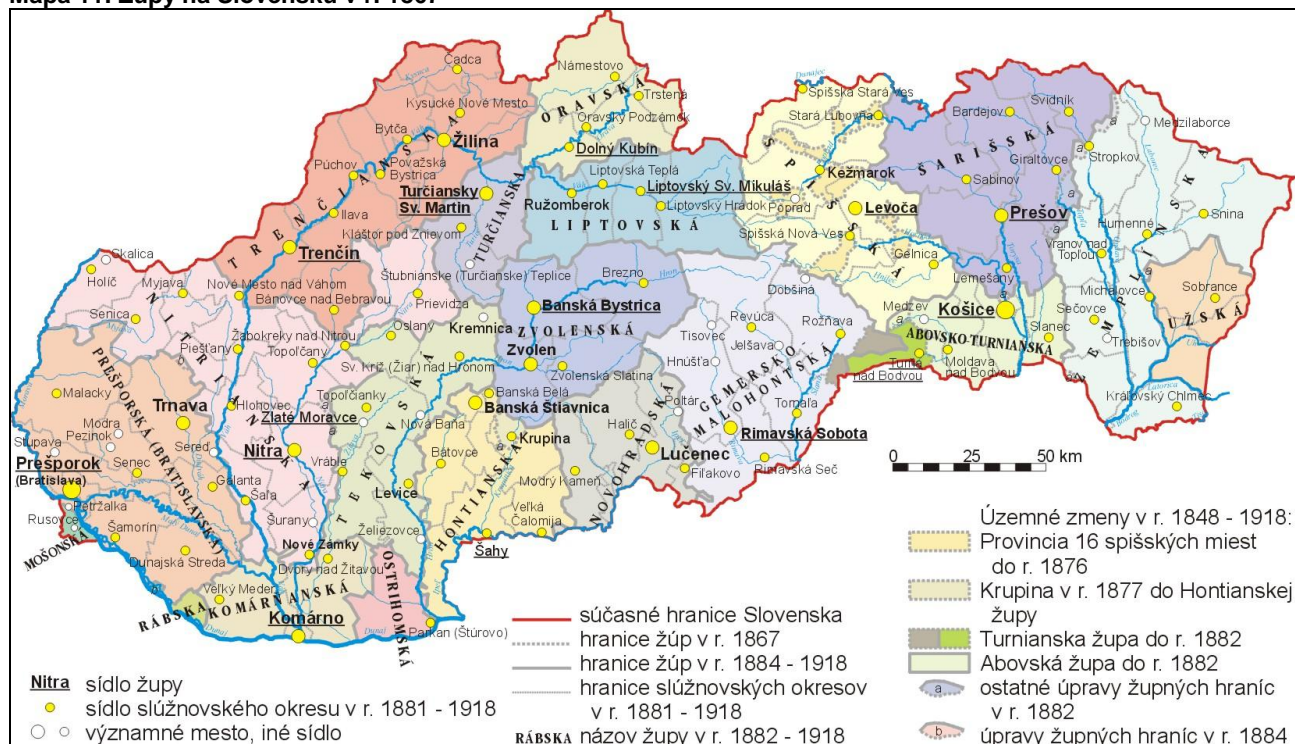 Čadca
Námestovo
Trstená
Kysucké Nové Mesto
ORAVSKÁ
Oravský Podzámok
Bytča
Žilina
Dolný Kubín
Púchov
Považská
Bystrica
TRENČIANSKA
Turčiansky
Sv. Martin
TURČIANSKA
Liptovská Teplá
Liptovský Sv. Mikuláš
Ružomberok
Liptovský Hrádok
LIPTOVSKÁ
Ilava
Kláštor pod Znievom
Trenčín
Dunajec
Spišská Stará Ves
Stará Ľubovňa
SPIŠSKÁ
Kežmarok
Poprad
Levoča
Spišská Nová Ves
Gelnica
Bardejov
Svidník
ŠARIŠSKÁ
Giraltovce
Sabinov
Prešov
Lemešany
Medzilaborce
Stropkov
Humenné
Snina
Vranov nad
Topľou
ZEMPLÍNSKA
Michalovce
Sečovce
Trebišov
Sobrance
UŽSKÁ
Kráľovský Chlmec
Medzev
Košice
ABOVSKO-TURNIANSKA
Slanec
Turňa
nad Bodvou
Moldava
nad Bodvou
Skalica
Holíč
Myjava
Senica
Nové Mesto nad Váhom
Bánovce nad Bebravou
Štubnianske (Turčianske) Teplice
Prievidza
Žabokreky nad Nitrou
Oslany
Piešťany
Topoľčany
NITRIANSKA
Brezno
Banská Bystrica
Kremnica
ZVOLENSKÁ
Zvolen
Sv. Kríž (Žiar) nad Hronom
Zvolenská Slatina
Banská Belá
Banská Štiavnica
Dobšiná
Revúca
Rožňava
Tisovec
Jelšava
Hnúšťa
GEMERSKO-
MALOHONTSKÁ
Tornaľa
Rimavská Sobota
Rimavská Seč
Poltár
Halič
Lučenec
Fiľakovo
NOVOHRADSKÁ
PREŠPORSKÁ (BRATISLAVSKÁ)
Malacky
Trnava
Modra
Pezinok
Stupava
Senec
Sereď
Prešporok
(Bratislava)
Petržalka
Rusovce
MOŠONSKÁ
Šamorín
Galanta
Dunajská Streda
Malý Dunaj
Hlohovec
Topoľčianky
Zlaté Moravce
Nitra
Vráble
Šaľa
Šurany
TEKOVSKÁ
Nová Baňa
Krupina
Bátovce
Levice
HONTIANSKA
Modrý Kameň
Veľká
Čalomija
Želiezovce
Šahy
Nové Zámky
Dvory nad Žitavou
Veľký Meder
RÁBSKA
KOMÁRŇANSKÁ
Komárno
OSTRIHOMSKÁ
Parkan (Štúrovo)
Dunaj
0 25 50 km
Nitra sídlo župy
sídlo slúžnovského okresu v r. 1881 - 1918
významné mesto, iné sídlo
súčasné hranice Slovenska
hranice žúp v r. 1867
hranice žúp v r. 1884 - 1918
hranice slúžnovských okresov
v r. 1881 - 1918
RÁBSKA názov župy v r. 1882 - 1918
Územné zmeny v r. 1848 - 1918:
Provincia 16 spišských miest
do r. 1876
Krupina v r. 1877 do Hontianskej
župy
Turnianska župa do r. 1882
Abovská župa do r. 1882
a ostatné úpravy župných hraníc
v r. 1882
b úpravy župných hraníc v r. 1884